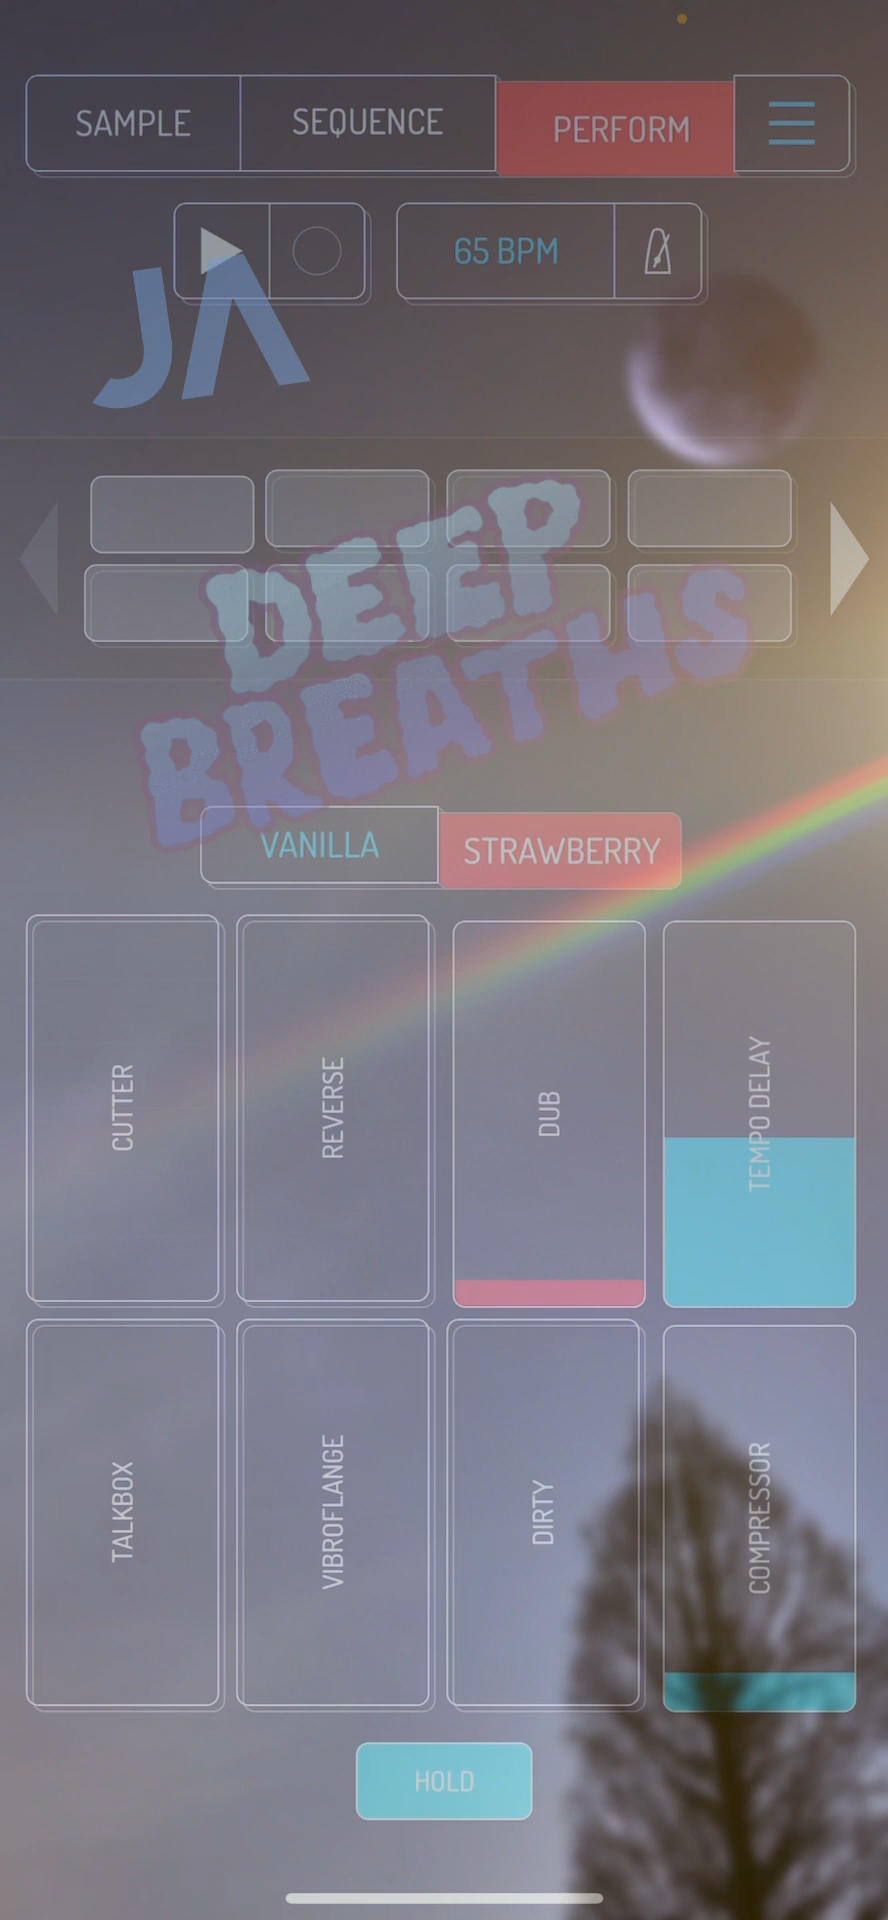 SAMPLE SEQUENCE PERFORM
65 BPM
JA
DEEP
BREATHS
VANILLA STRAWBERRY
CUTTER REVERSE DUB TEMPO DELAY
TALKBOX VIBROFLANGE DIRTY COMPRESSOR
HOLD